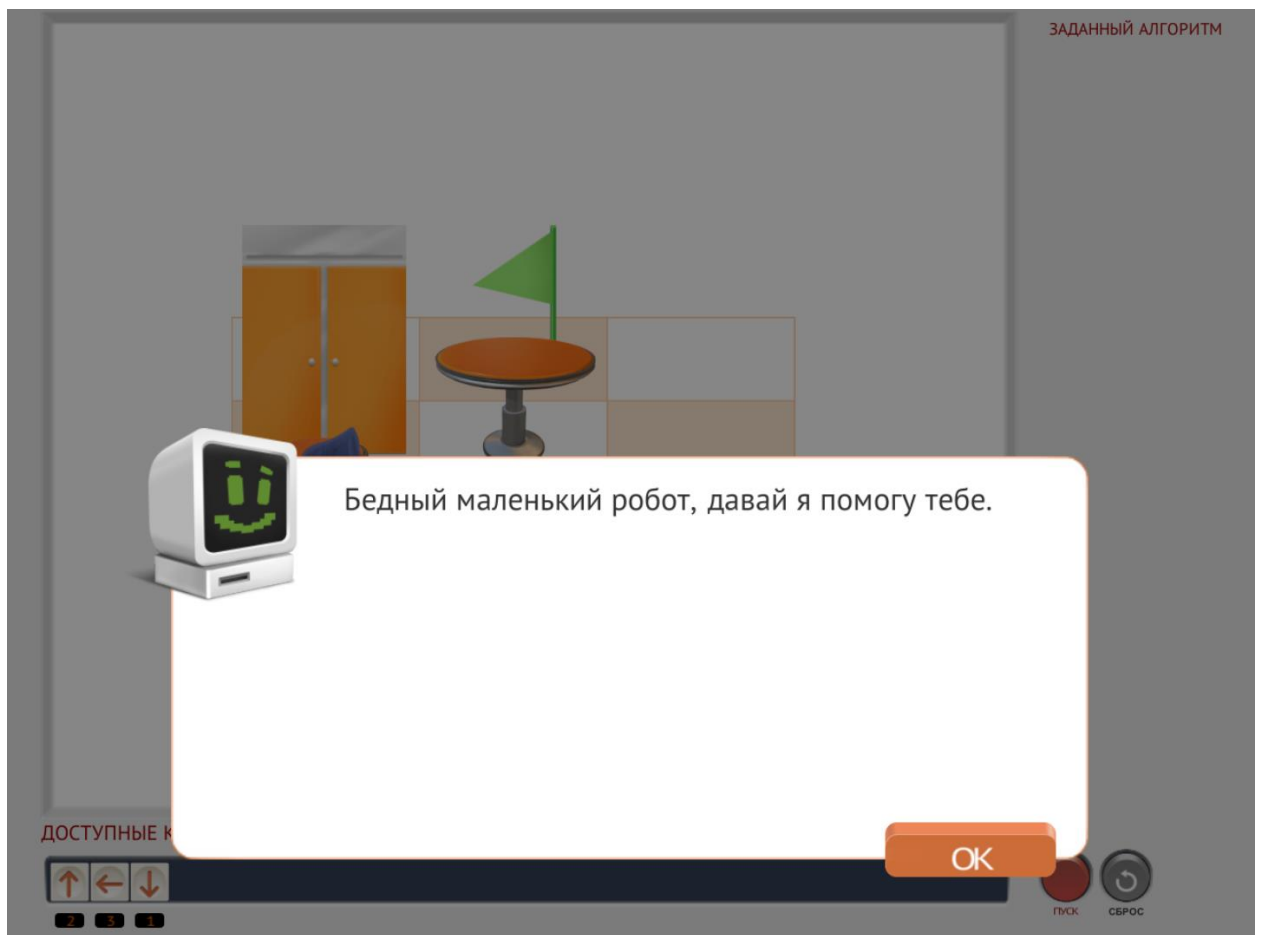 ЗАДАННЫЙ АЛГОРИТМ
Бедный маленький робот, давай я помогу тебе.
ДОСТУПНЫЕ К
OK
2 3 1
ПУСК СБРОС